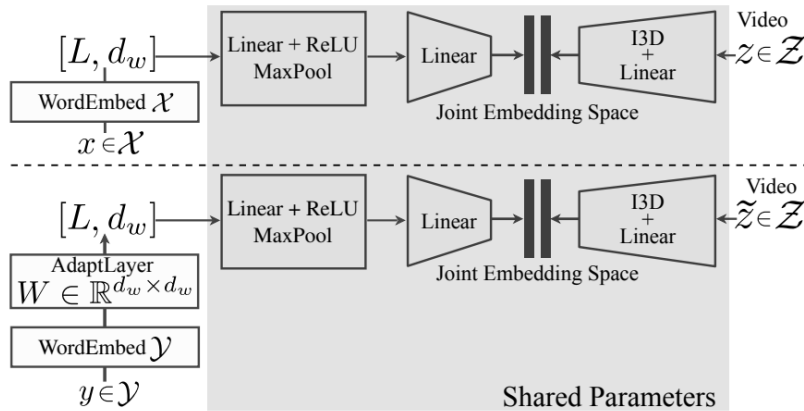 [L, d_w]
Linear + ReLU
MaxPool
Linear
I3D
+
Linear
Video
z ∈ 𝒵
WordEmbed 𝒳
Joint Embedding Space
x ∈ 𝒳
[L, d_w]
Linear + ReLU
MaxPool
Linear
I3D
+
Linear
Video
z̃ ∈ 𝒵
AdaptLayer
W ∈ ℝ^{d_w × d_w}
Joint Embedding Space
WordEmbed 𝒴
y ∈ 𝒴
Shared Parameters